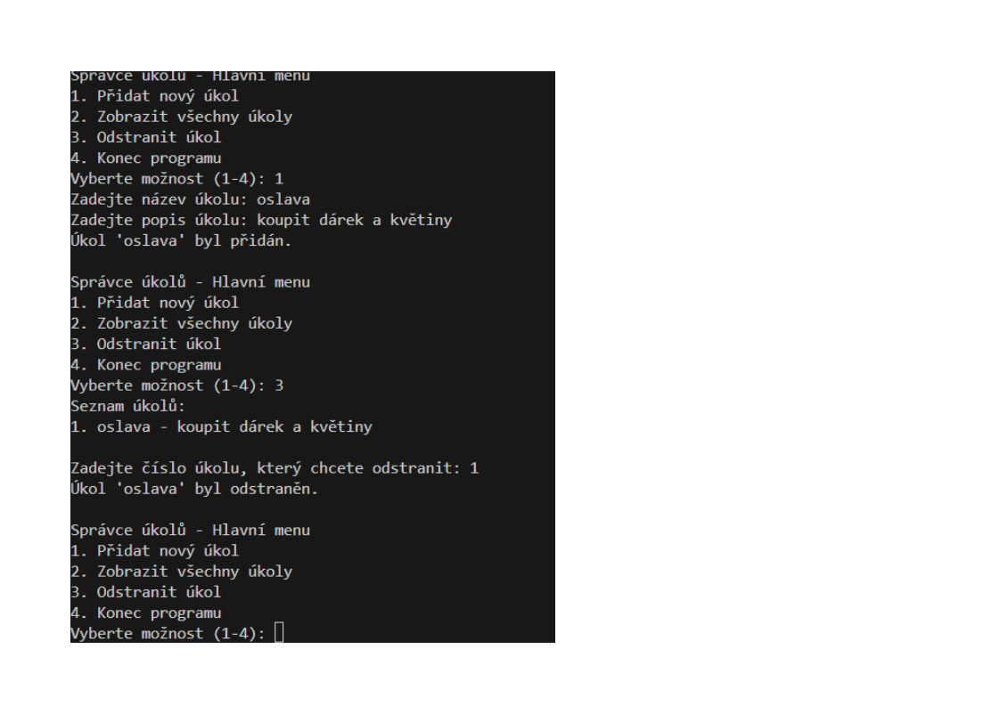 Správce úkolů - Hlavní menu
1. Přidat nový úkol
2. Zobrazit všechny úkoly
3. Odstranit úkol
4. Konec programu
Vyberte možnost (1-4): 1
Zadejte název úkolu: oslava
Zadejte popis úkolu: koupit dárek a květiny
Úkol 'oslava' byl přidán.

Správce úkolů - Hlavní menu
1. Přidat nový úkol
2. Zobrazit všechny úkoly
3. Odstranit úkol
4. Konec programu
Vyberte možnost (1-4): 3
Seznam úkolů:
1. oslava - koupit dárek a květiny

Zadejte číslo úkolu, který chcete odstranit: 1
Úkol 'oslava' byl odstraněn.

Správce úkolů - Hlavní menu
1. Přidat nový úkol
2. Zobrazit všechny úkoly
3. Odstranit úkol
4. Konec programu
Vyberte možnost (1-4):